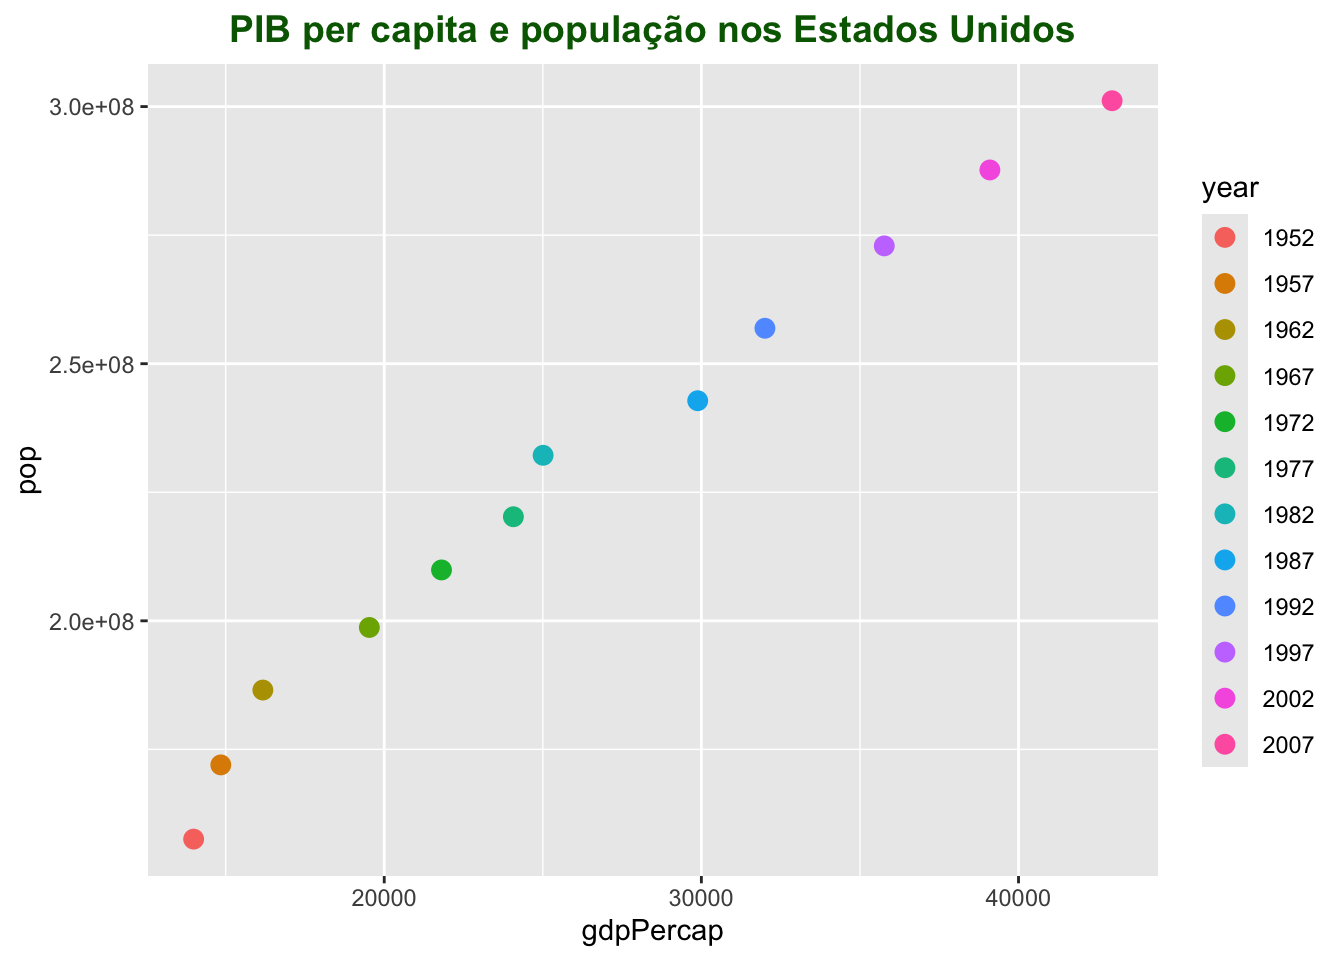 PIB per capita e população nos Estados Unidos
3.0e+08
2.5e+08
2.0e+08
pop
20000
30000
40000
gdpPercap
year
1952
1957
1962
1967
1972
1977
1982
1987
1992
1997
2002
2007